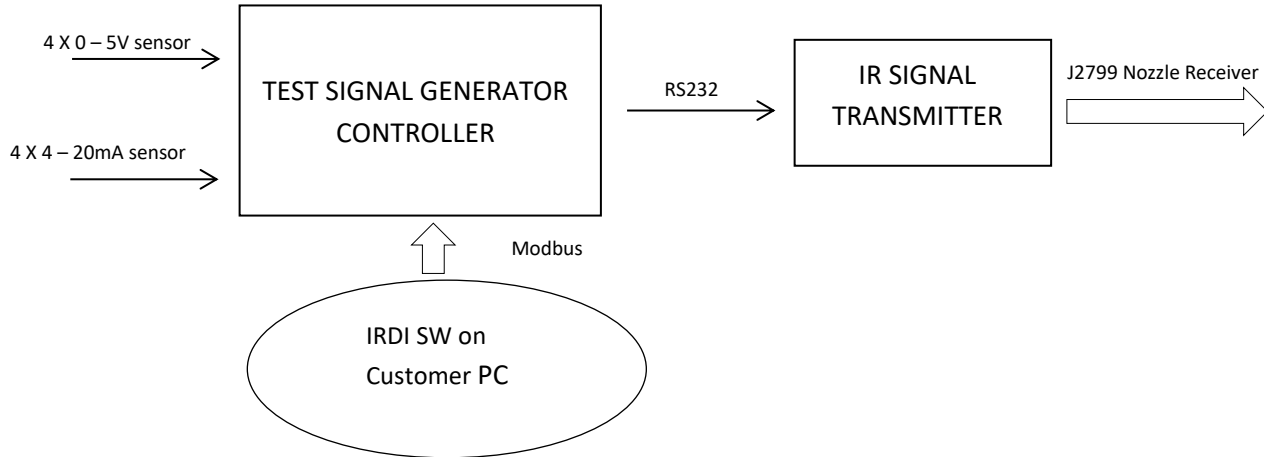 4 X 0 – 5V sensor
4 X 4 – 20mA sensor
TEST SIGNAL GENERATOR
CONTROLLER
RS232
IR SIGNAL
TRANSMITTER
J2799 Nozzle Receiver
Modbus
IRDI SW on
Customer PC